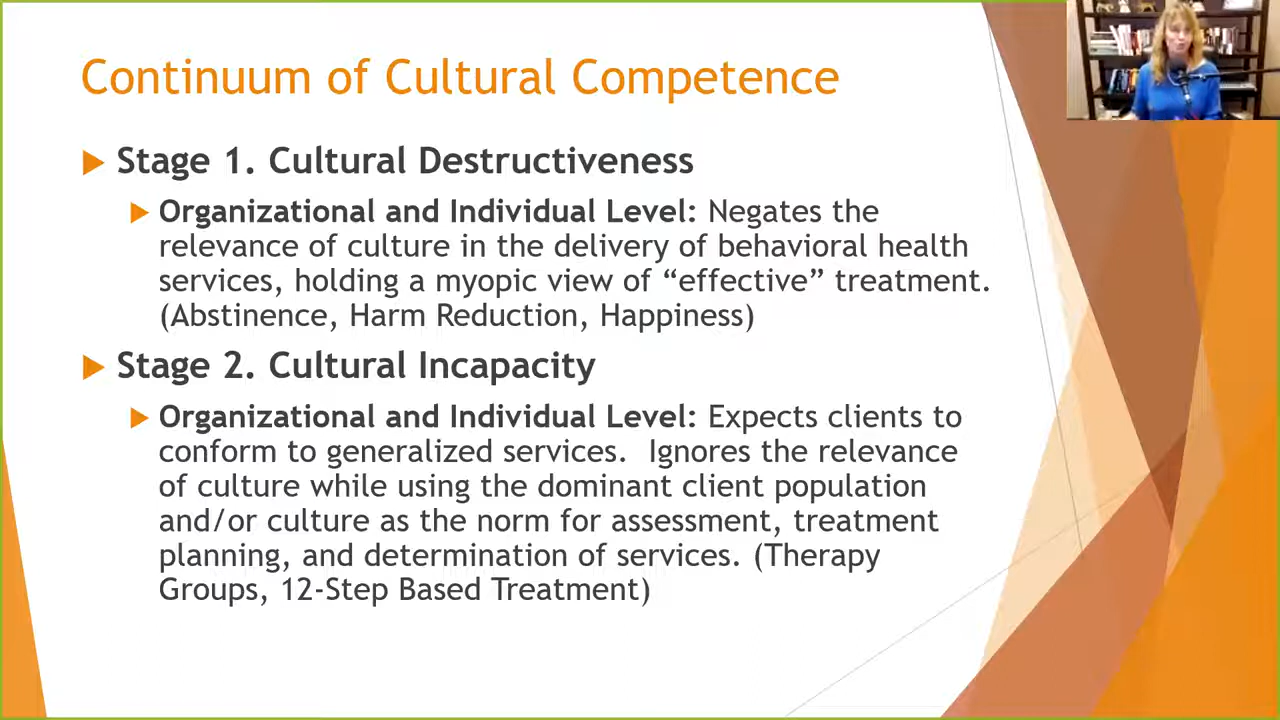 Continuum of Cultural Competence
Stage 1. Cultural Destructiveness
Organizational and Individual Level: Negates the
relevance of culture in the delivery of behavioral health
services, holding a myopic view of “effective” treatment.
(Abstinence, Harm Reduction, Happiness)
Stage 2. Cultural Incapacity
Organizational and Individual Level: Expects clients to
conform to generalized services.  Ignores the relevance
of culture while using the dominant client population
and/or culture as the norm for assessment, treatment
planning, and determination of services. (Therapy
Groups, 12-Step Based Treatment)